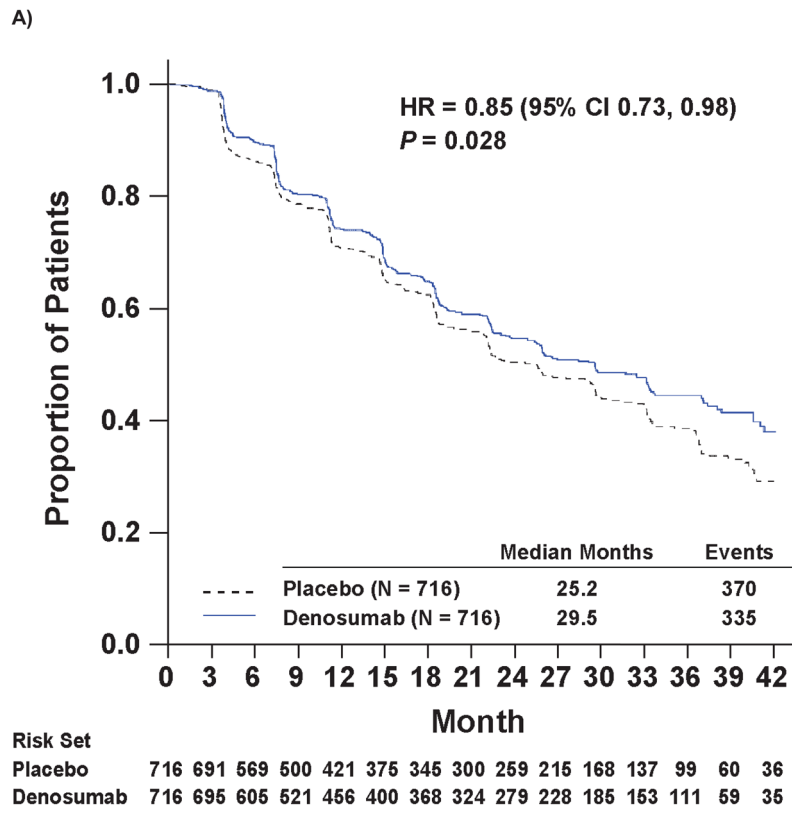 A)
HR = 0.85 (95% CI 0.73, 0.98)
P = 0.028
1.0
0.8
0.6
0.4
0.2
0.0
Proportion of Patients
Median Months Events
Placebo (N = 716) 25.2 370
Denosumab (N = 716) 29.5 335
0 3 6 9 12 15 18 21 24 27 30 33 36 39 42
Month
Risk Set
Placebo 716 691 569 500 421 375 345 300 259 215 168 137 99 60 36
Denosumab 716 695 605 521 456 400 368 324 279 228 185 153 111 59 35